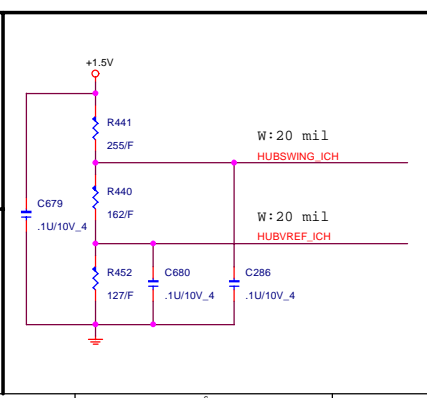 +1.5V
R441
255/F
W:20 mil
HUBSWING_ICH
R440
162/F
C679
.1U/10V_4
W:20 mil
HUBVREF_ICH
R452
127/F
C680
.1U/10V_4
C286
.1U/10V_4